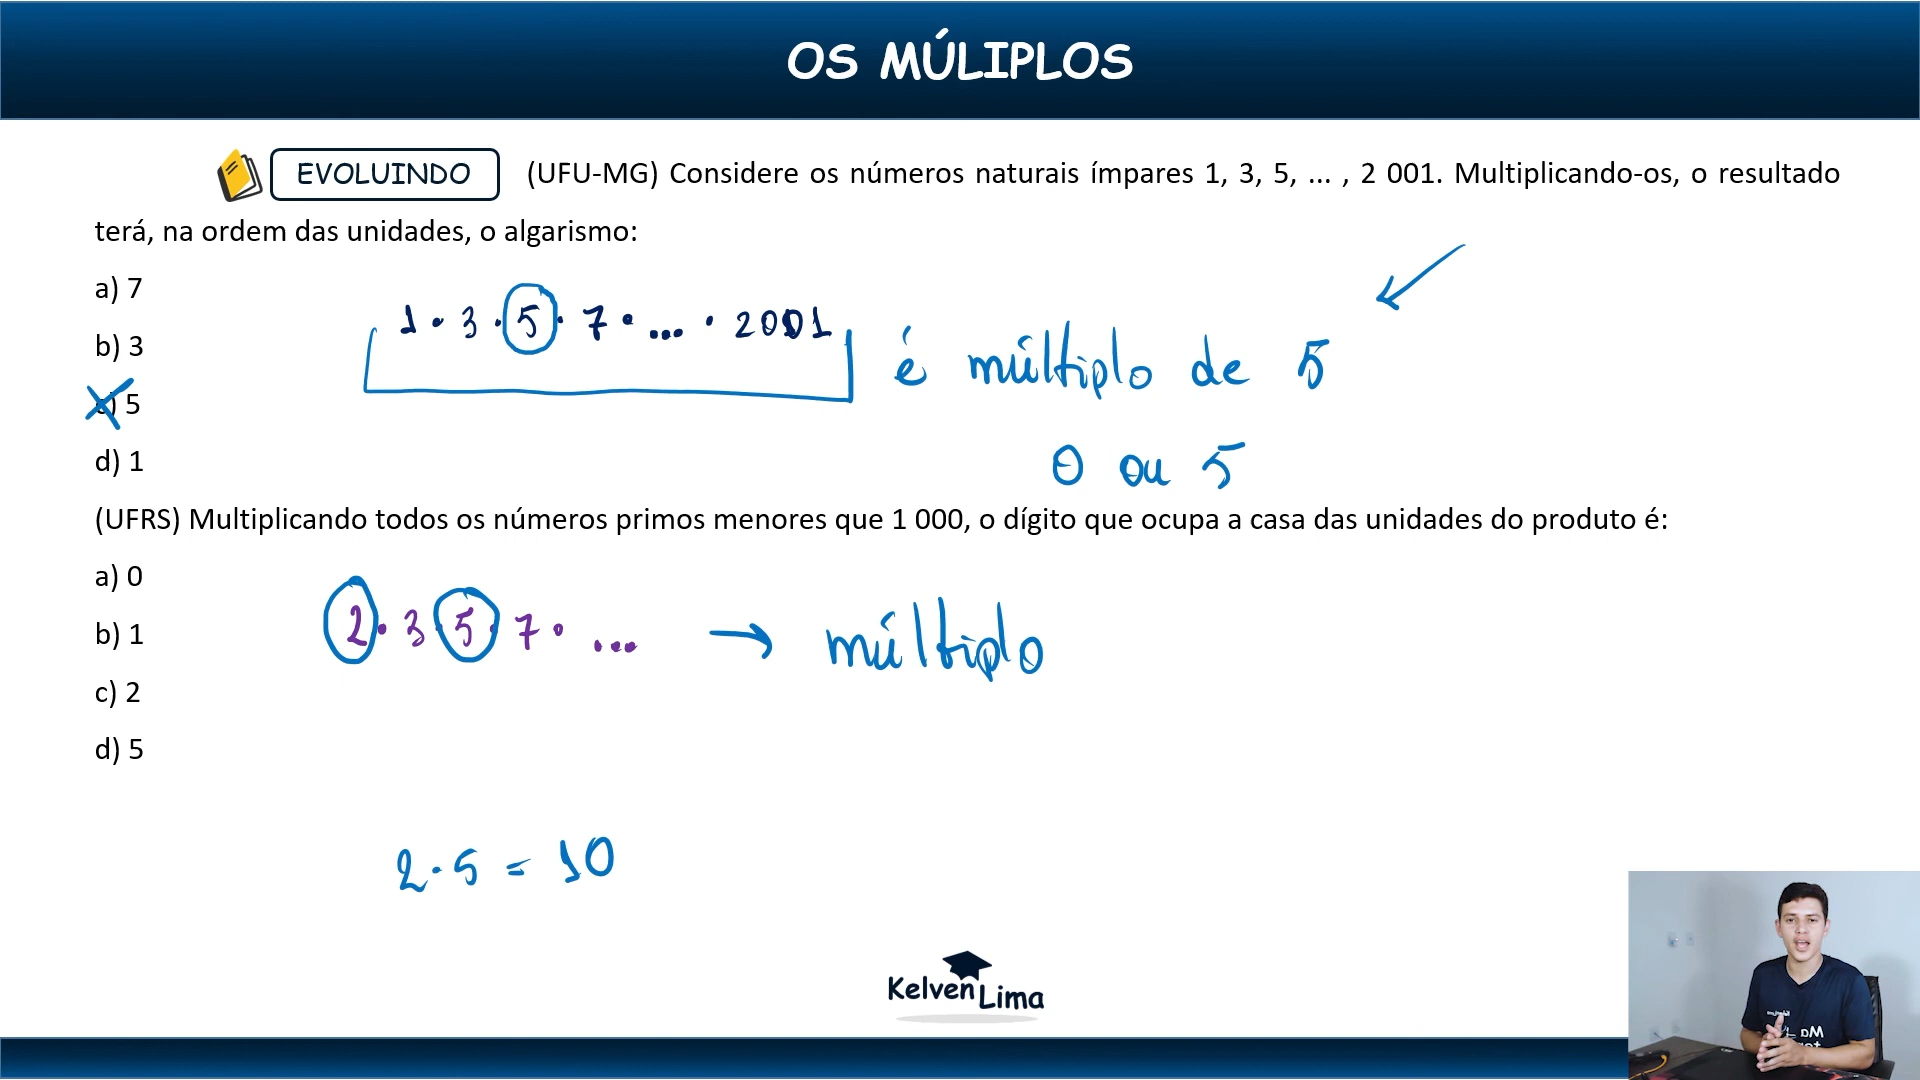 OS MÚLIPLOS
EVOLUINDO (UFU-MG) Considere os números naturais ímpares 1, 3, 5, ... , 2 001. Multiplicando-os, o resultado
terá, na ordem das unidades, o algarismo:
a) 7
1 · 3 · 5 · 7 · ... · 2001
b) 3
é múltiplo de 5
c) 5
d) 1
0 ou 5
(UFRS) Multiplicando todos os números primos menores que 1 000, o dígito que ocupa a casa das unidades do produto é:
a) 0
b) 1
2 · 3 · 5 · 7 · ... → múltiplo
c) 2
d) 5
2 · 5 = 10
Kelven Lima